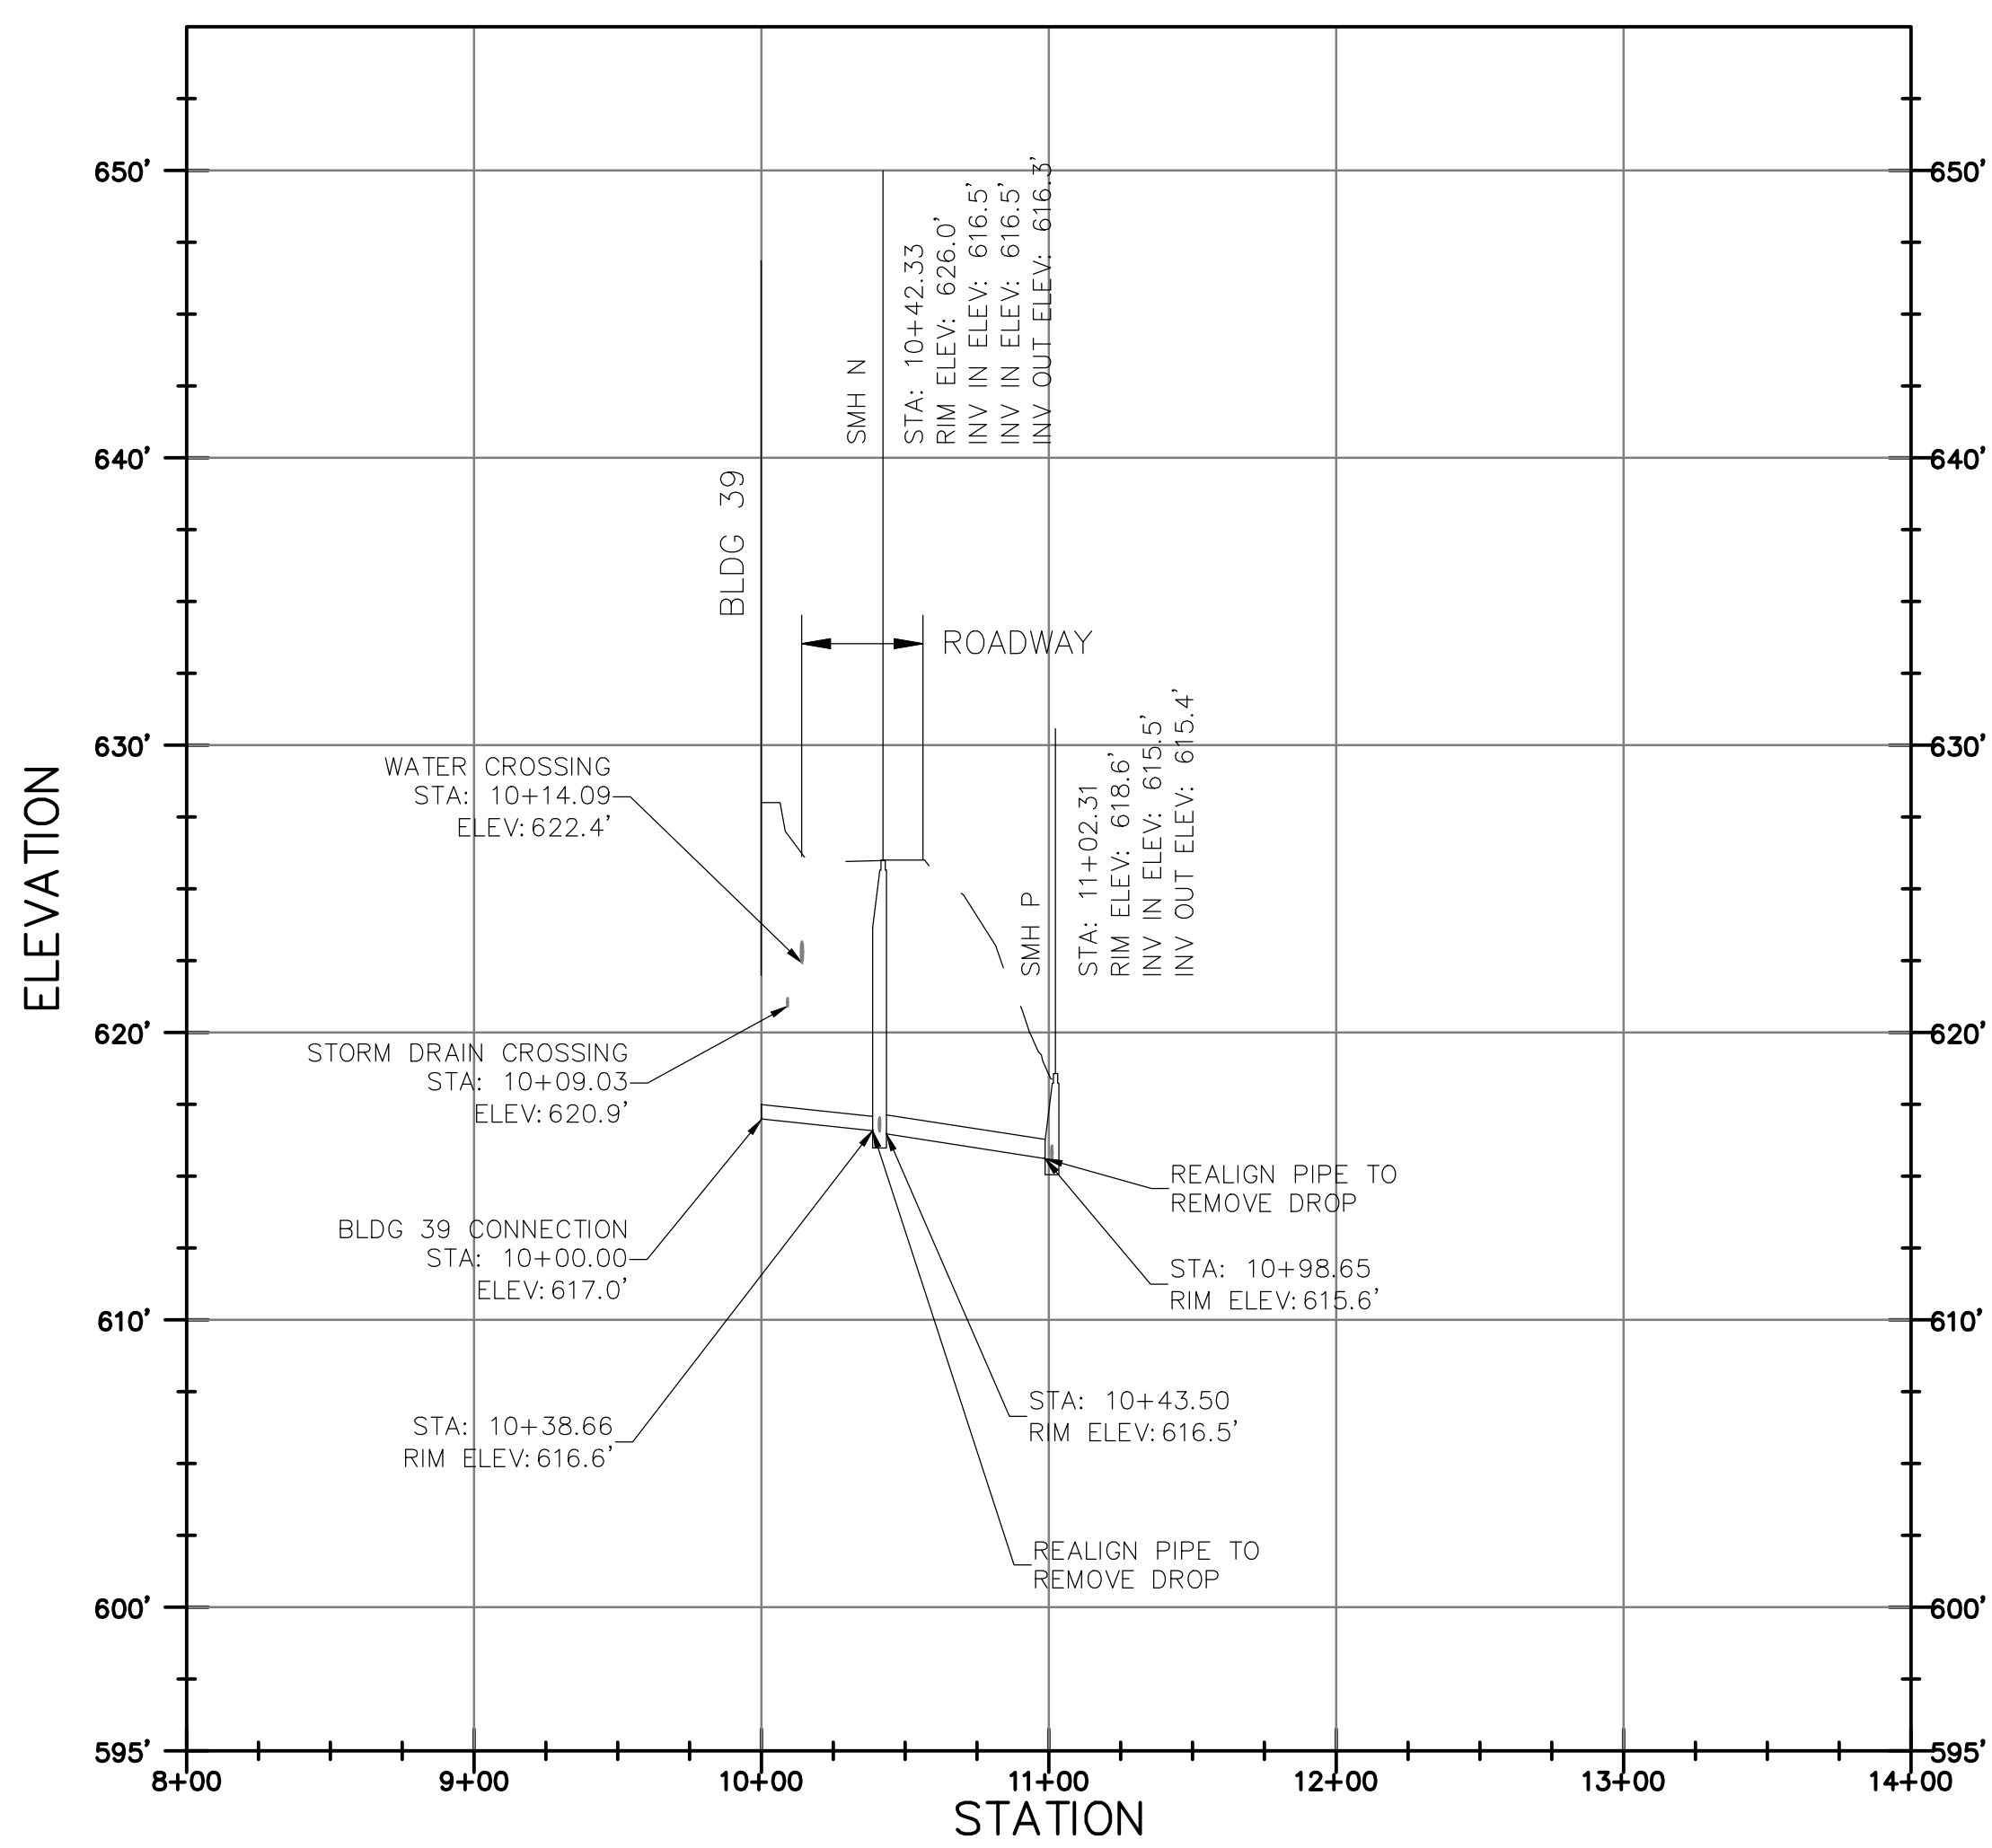 650'
650'
SMH N
STA: 10+42.33
RIM ELEV: 626.0'
INV IN ELEV: 616.5'
INV IN ELEV: 616.5'
INV OUT ELEV: 616.3'
640'
640'
BLDG 39
ROADWAY
630'
630'
WATER CROSSING
STA: 10+14.09
ELEV: 622.4'
SMH P
STA: 11+02.31
RIM ELEV: 618.6'
INV IN ELEV: 615.5'
INV OUT ELEV: 615.4'
ELEVATION
620'
620'
STORM DRAIN CROSSING
STA: 10+09.03
ELEV: 620.9'
REALIGN PIPE TO
REMOVE DROP
BLDG 39 CONNECTION
STA: 10+00.00
ELEV: 617.0'
STA: 10+98.65
RIM ELEV: 615.6'
610'
610'
STA: 10+43.50
RIM ELEV: 616.5'
STA: 10+38.66
RIM ELEV: 616.6'
REALIGN PIPE TO
REMOVE DROP
600'
600'
595'
595'
8+00
9+00
10+00
11+00
12+00
13+00
14+00
STATION